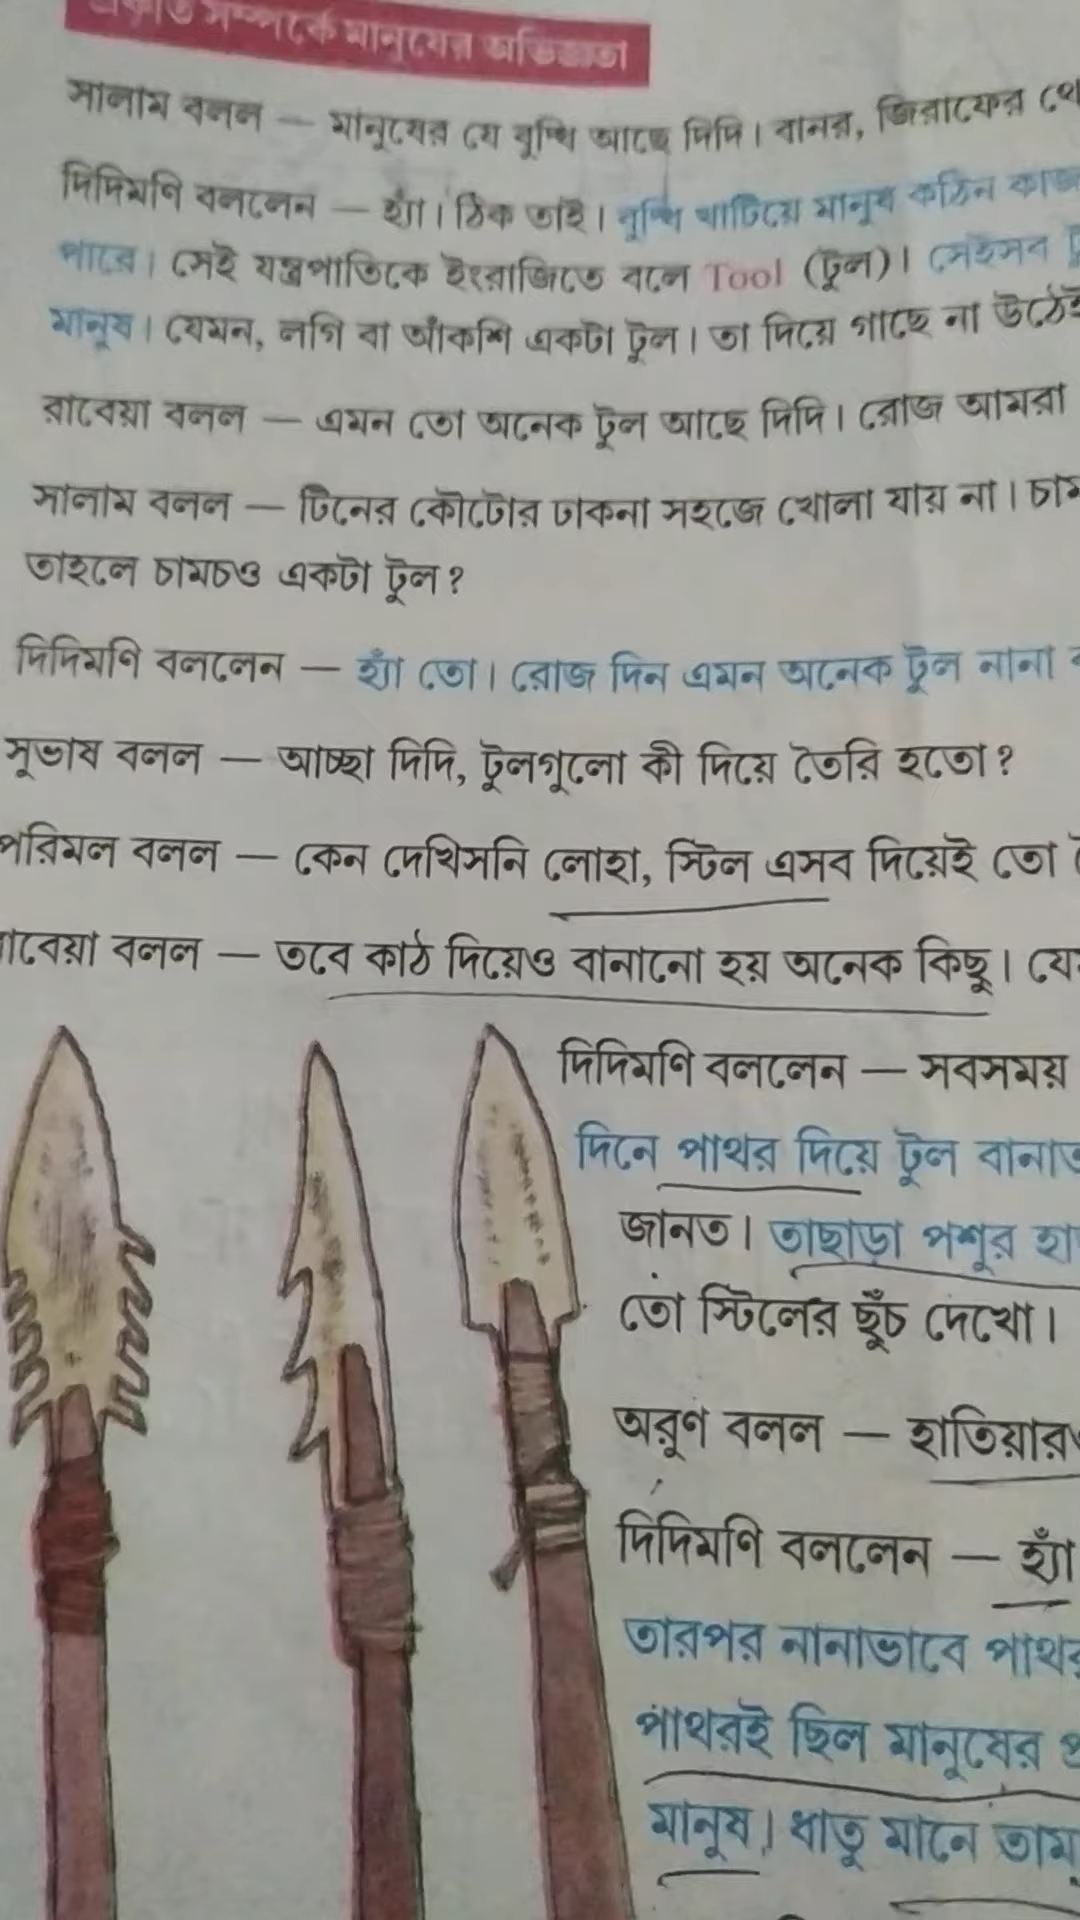 সম্পর্কে মানুষের অভিজ্ঞতা
সালাম বলল — মানুষের যে বুদ্ধি আছে দিদি। বানর, জিরাফের
দিদিমণি বললেন — হ্যাঁ। ঠিক তাই। বুদ্ধি খাটিয়ে মানুষ কঠিন কাজ
পারে। সেই যন্ত্রপাতিকে ইংরাজিতে বলে Tool (টুল)। সেইসব
মানুষ। যেমন, লগি বা আঁকশি একটা টুল। তা দিয়ে গাছে না উঠেই
রাবেয়া বলল — এমন তো অনেক টুল আছে দিদি। রোজ আমরা
সালাম বলল — টিনের কৌটোর ঢাকনা সহজে খোলা যায় না।
তাহলে চামচও একটা টুল?
দিদিমণি বললেন — হ্যাঁ তো। রোজ দিন এমন অনেক টুল নানা
সুভাষ বলল — আচ্ছা দিদি, টুলগুলো কী দিয়ে তৈরি হতো?
পরিমল বলল — কেন দেখিসনি লোহা, স্টিল এসব দিয়েই তো
রাবেয়া বলল — তবে কাঠ দিয়েও বানানো হয় অনেক কিছু।
দিদিমণি বললেন — সবসময়
দিনে পাথর দিয়ে টুল
জানত। তাছাড়া পশুর
তো স্টিলের ছুঁচ দেখো।
অরুণ বলল — হাতিয়ার
দিদিমণি বললেন — হ্যাঁ
তারপর নানাভাবে পাথর
পাথরই ছিল মানুষের
মানুষ। ধাতু মানে